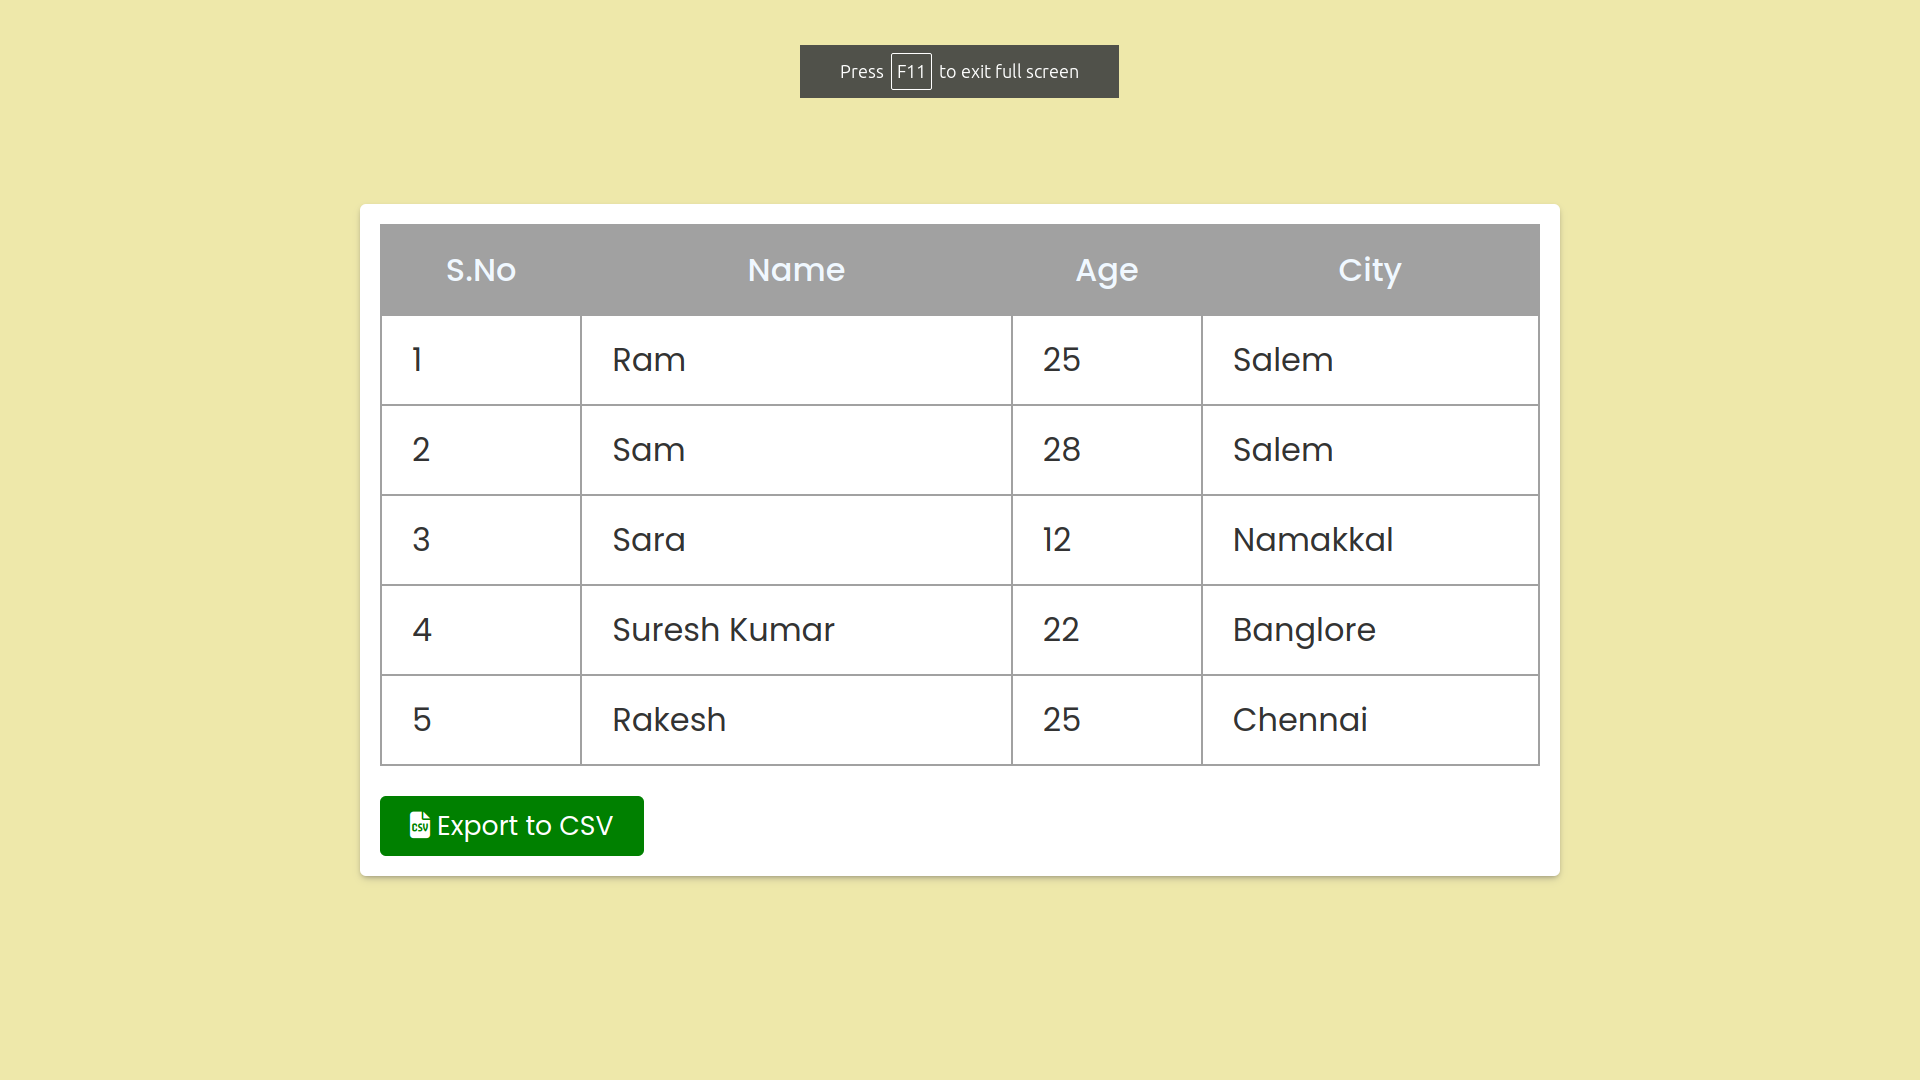 Press F11 to exit full screen
S.No Name Age City
1 Ram 25 Salem
2 Sam 28 Salem
3 Sara 12 Namakkal
4 Suresh Kumar 22 Banglore
5 Rakesh 25 Chennai
CSV Export to CSV